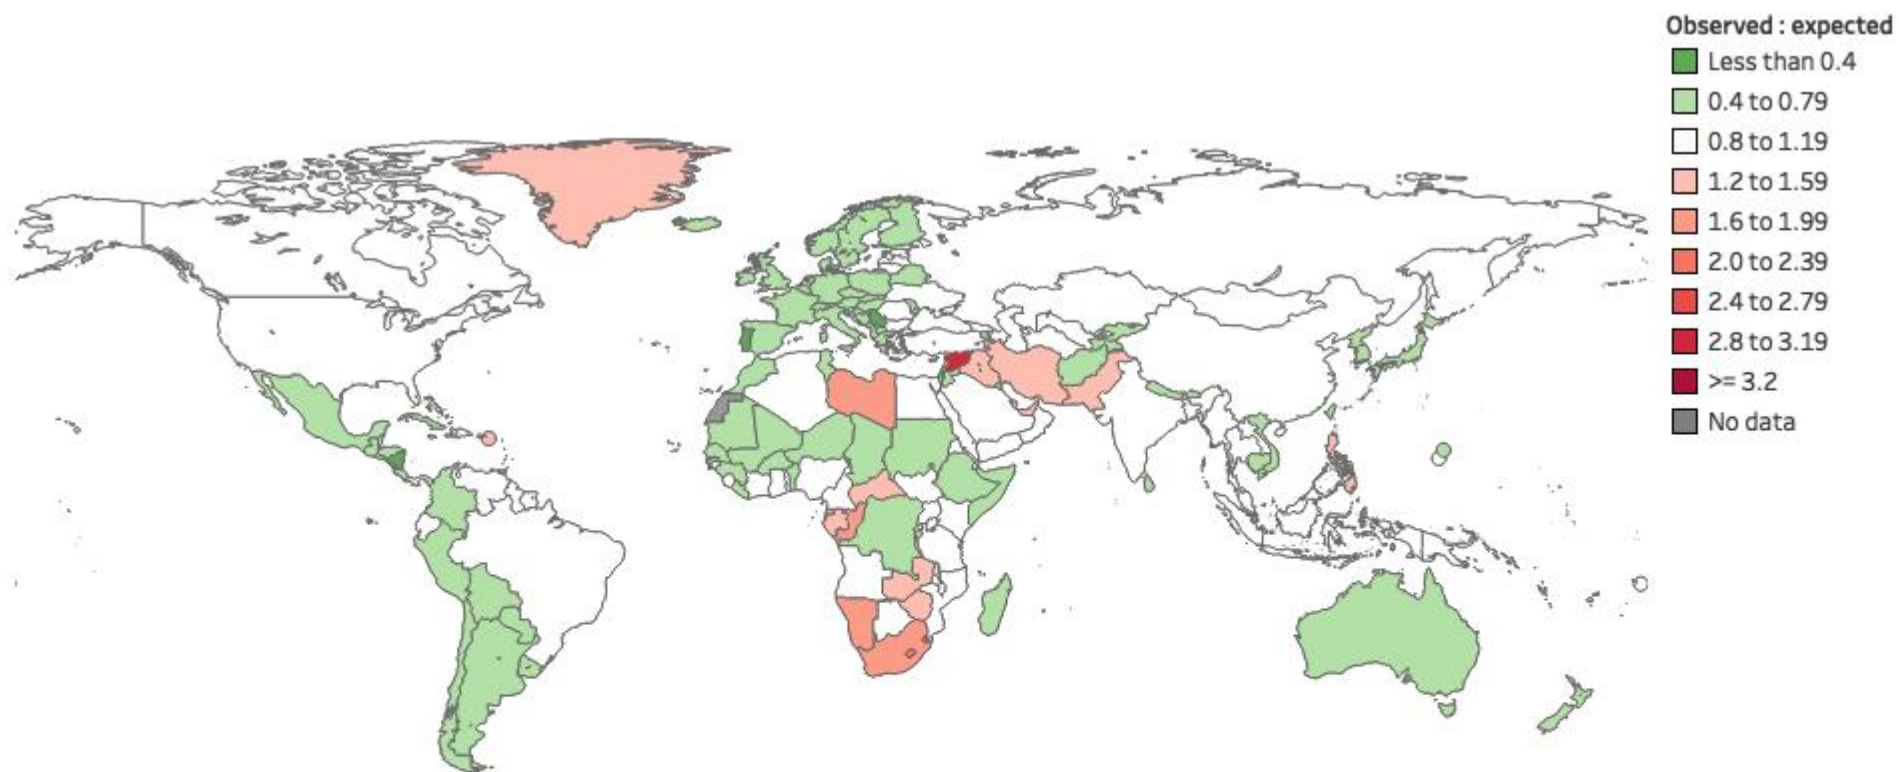 Observed : expected
Less than 0.4
0.4 to 0.79
0.8 to 1.19
1.2 to 1.59
1.6 to 1.99
2.0 to 2.39
2.4 to 2.79
2.8 to 3.19
>= 3.2
No data